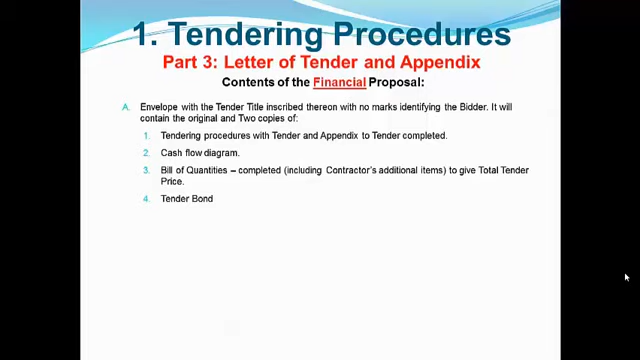 1. Tendering Procedures
Part 3: Letter of Tender and Appendix
Contents of the Financial Proposal:
A. Envelope with the Tender Title inscribed thereon with no marks identifying the Bidder. It will
contain the original and Two copies of:
1. Tendering procedures with Tender and Appendix to Tender completed.
2. Cash flow diagram.
3. Bill of Quantities – completed (including Contractor's additional items) to give Total Tender
Price.
4. Tender Bond